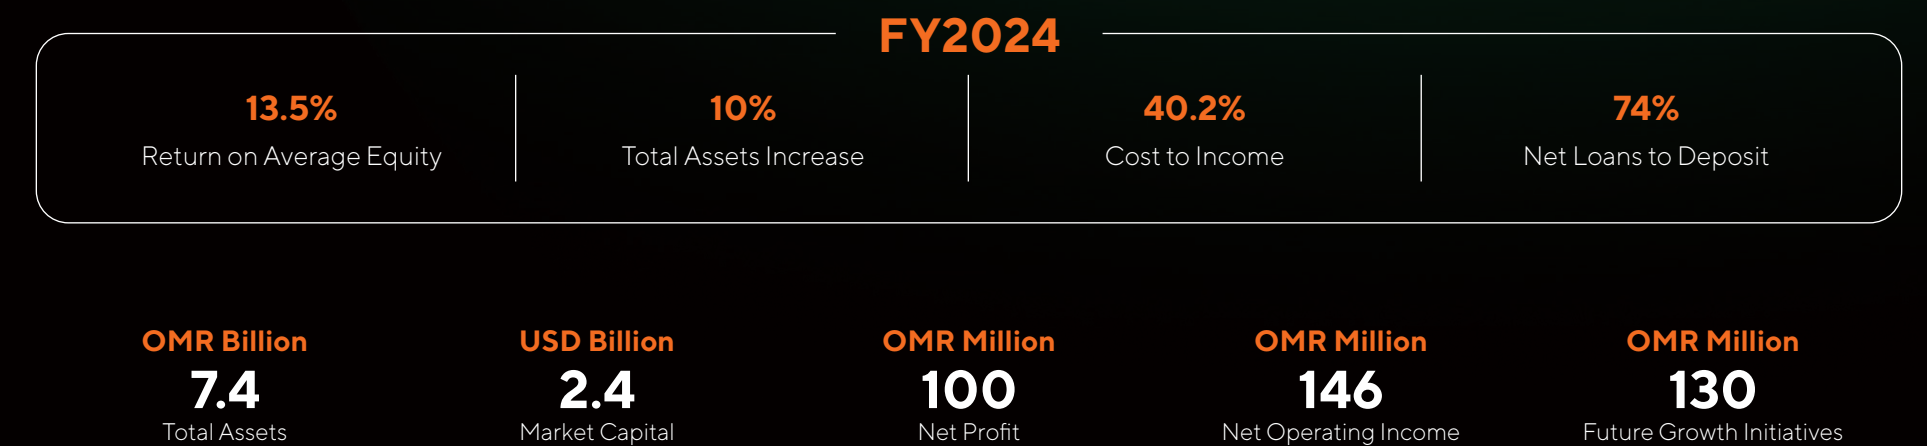 FY2024
13.5%
Return on Average Equity
10%
Total Assets Increase
40.2%
Cost to Income
74%
Net Loans to Deposit
OMR Billion
7.4
Total Assets
USD Billion
2.4
Market Capital
OMR Million
100
Net Profit
OMR Million
146
Net Operating Income
OMR Million
130
Future Growth Initiatives